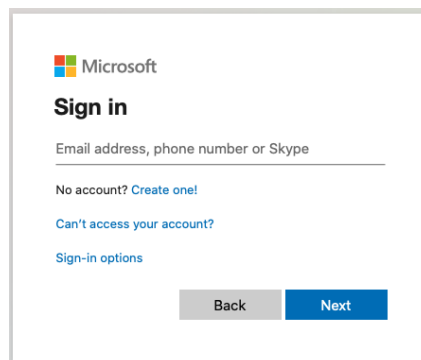 Microsoft
Sign in
Email address, phone number or Skype
No account? Create one!
Can't access your account?
Sign-in options
Back Next